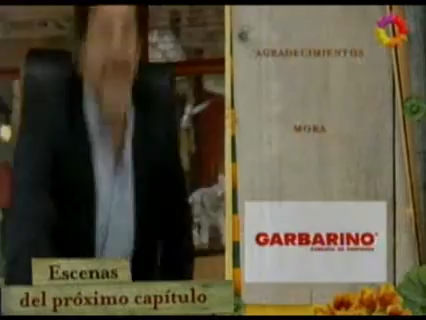 AGRADECIMIENTOS
MORA
GARBARINO
Escenas
del próximo capítulo